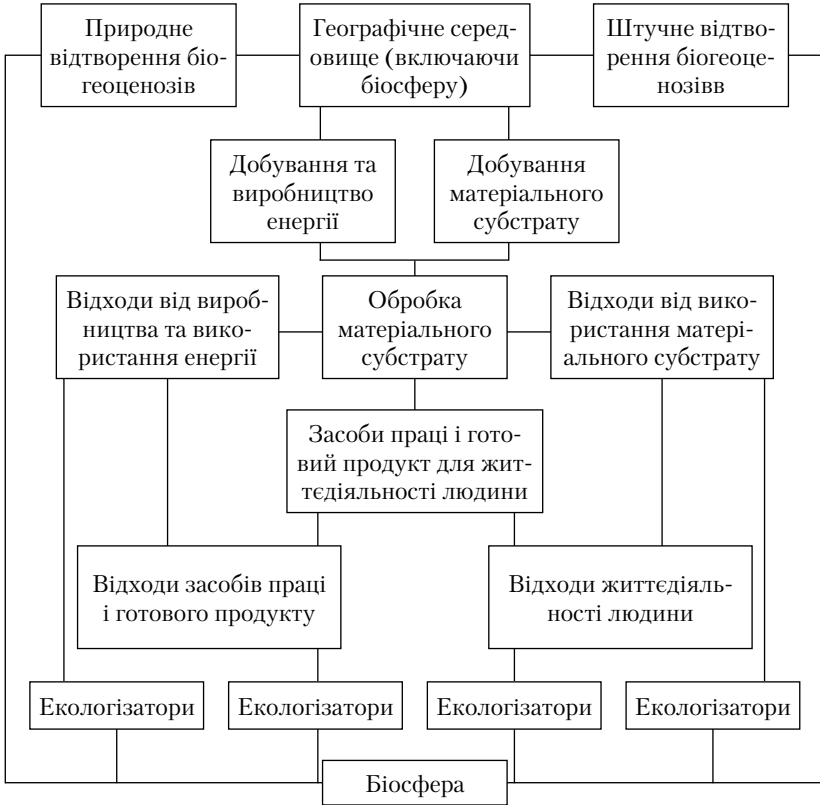 Природне
відтворення біо-
геоценозів
Географічне серед-
овище (включаючи
біосферу)
Штучне відтво-
рення біогеоце-
нозівв
Добування та
виробництво
енергії
Добування
матеріального
субстрату
Відходи від вироб-
ництва та вико-
ристання енергії
Обробка
матеріального
субстрату
Відходи від вико-
ристання матері-
ального субстрату
Засоби праці і гото-
вий продукт для жит-
тєдіяльності людини
Відходи засобів праці
і готового продукту
Відходи життєдіяль-
ності людини
Екологізатори
Екологізатори
Екологізатори
Екологізатори
Біосфера